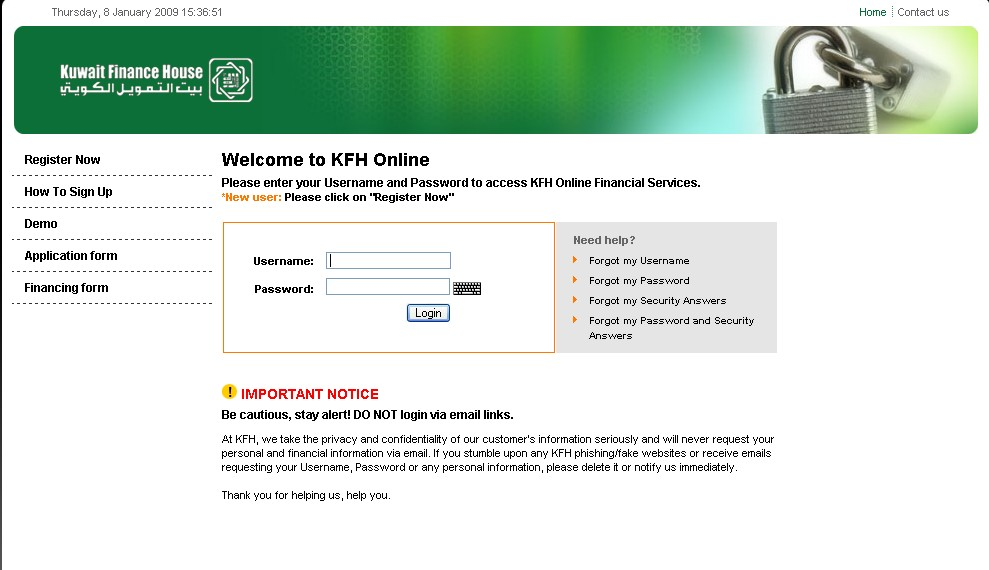 Thursday, 8 January 2009 15:36:51
Home
Contact us
Kuwait Finance House
بيت التمويل الكويتي
Register Now
How To Sign Up
Demo
Application form
Financing form
Welcome to KFH Online
Please enter your Username and Password to access KFH Online Financial Services.
*New user: Please click on "Register Now"
Username:
Password:
Login
Need help?
Forgot my Username
Forgot my Password
Forgot my Security Answers
Forgot my Password and Security
Answers
! IMPORTANT NOTICE
Be cautious, stay alert! DO NOT login via email links.
At KFH, we take the privacy and confidentiality of our customer's information seriously and will never request your
personal and financial information via email. If you stumble upon any KFH phishing/fake websites or receive emails
requesting your Username, Password or any personal information, please delete it or notify us immediately.
Thank you for helping us, help you.